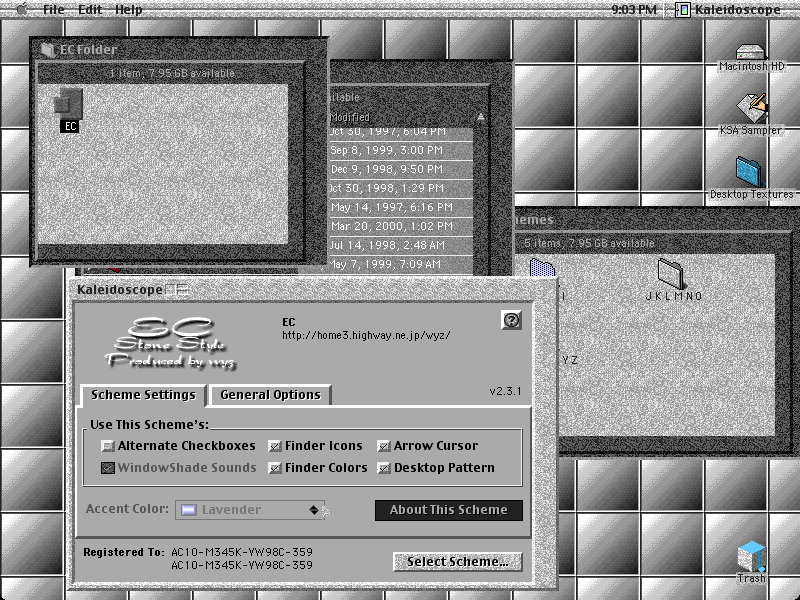 File Edit Help
9:03 PM Kaleidoscope
EC Folder
1 item, 7.95 GB available
EC
Modified
Oct 30, 1997, 6:04 PM
Sep 8, 1999, 3:00 PM
Dec 9, 1998, 9:50 PM
Oct 30, 1998, 1:29 PM
May 14, 1997, 6:16 PM
Mar 20, 2000, 1:02 PM
Jul 14, 1998, 2:48 AM
May 7, 1999, 7:09 AM
Macintosh HD
KSA Sampler
Desktop Textures
emes
5 items, 7.95 GB available
I
JKLMNO
YZ
Kaleidoscope
EC
Stone Style
Produced by wyz
EC
http://home3.highway.ne.jp/wyz/
Scheme Settings
General Options
v2.3.1
Use This Scheme's:
Alternate Checkboxes
Finder Icons
Arrow Cursor
WindowShade Sounds
Finder Colors
Desktop Pattern
Accent Color:
Lavender
About This Scheme
Registered To: AC10-M345K-YW98C-359
AC10-M345K-YW98C-359
Select Scheme...
Trash